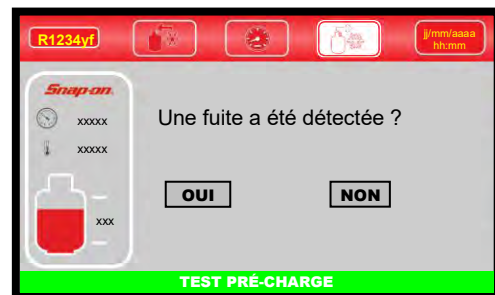 R1234yf
jj/mm/aaaa
hh:mm
Snap-on
xxxxx
xxxxx
xxx
Une fuite a été détectée ?
OUI
NON
TEST PRÉ-CHARGE